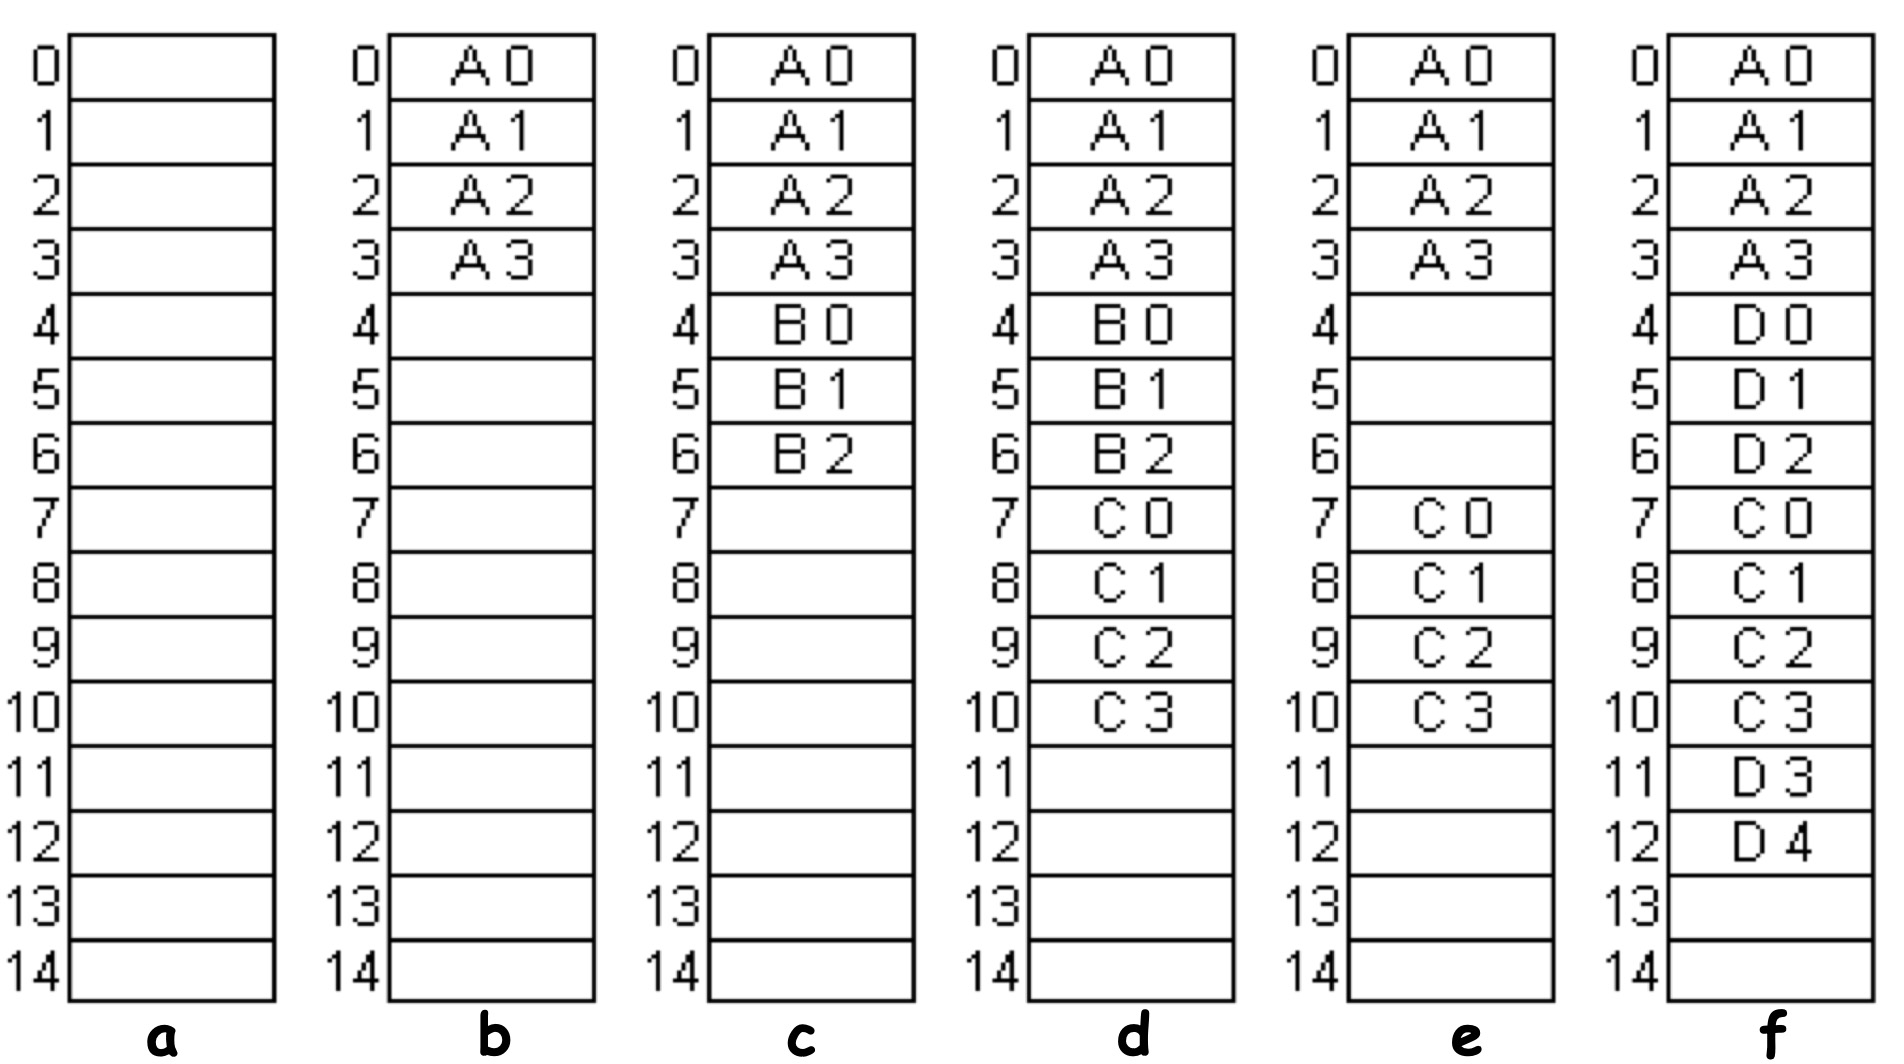 0 0 A 0 0 A 0 0 A 0 0 A 0 0 A 0
1 1 A 1 1 A 1 1 A 1 1 A 1 1 A 1
2 2 A 2 2 A 2 2 A 2 2 A 2 2 A 2
3 3 A 3 3 A 3 3 A 3 3 A 3 3 A 3
4 4 4 B 0 4 B 0 4 4 D 0
5 5 5 B 1 5 B 1 5 5 D 1
6 6 6 B 2 6 B 2 6 6 D 2
7 7 7 7 C 0 7 C 0 7 C 0
8 8 8 8 C 1 8 C 1 8 C 1
9 9 9 9 C 2 9 C 2 9 C 2
10 10 10 10 C 3 10 C 3 10 C 3
11 11 11 11 11 11 D 3
12 12 12 12 12 12 D 4
13 13 13 13 13 13
14 14 14 14 14 14
a b c d e f